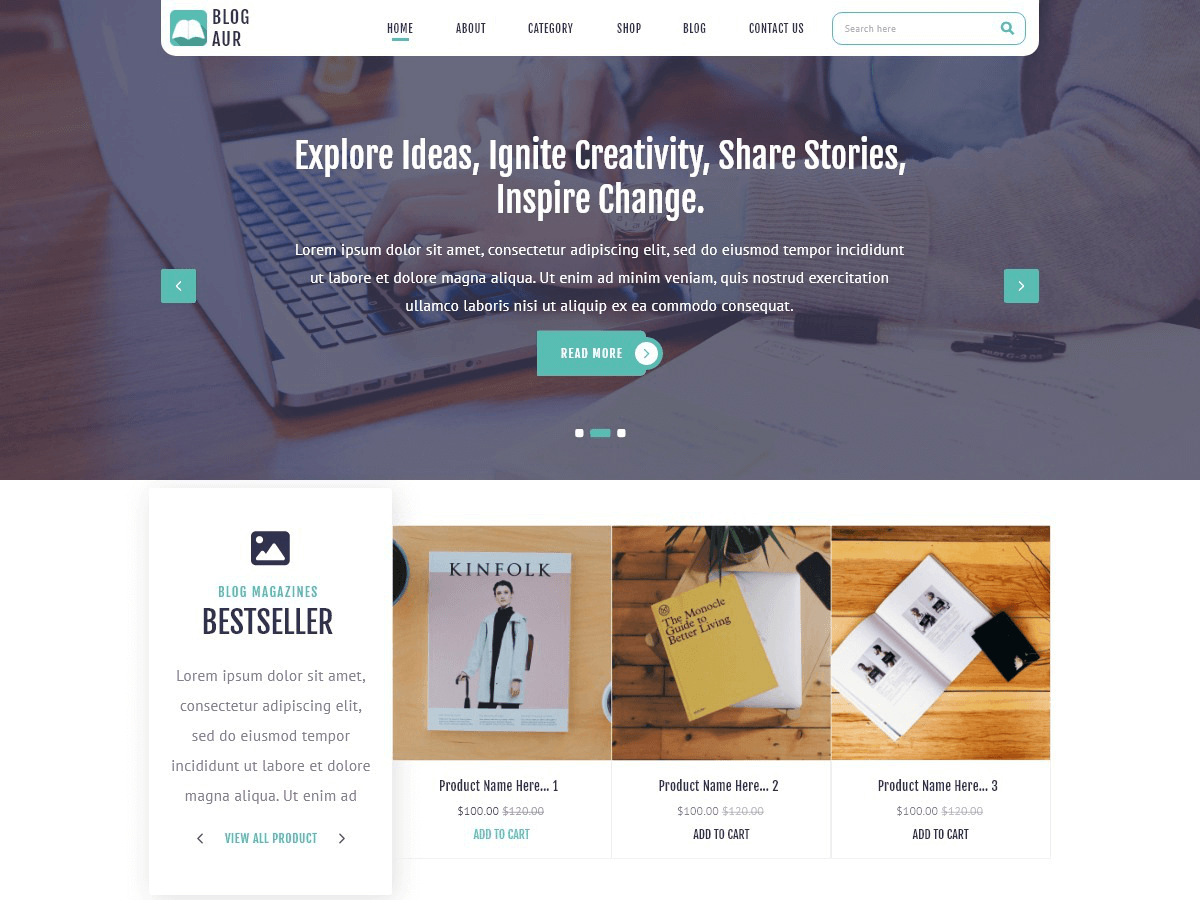 BLOG
AUR
HOME
ABOUT
CATEGORY
SHOP
BLOG
CONTACT US
Search here
Explore Ideas, Ignite Creativity, Share Stories,
Inspire Change.
Lorem ipsum dolor sit amet, consectetur adipiscing elit, sed do eiusmod tempor incididunt
ut labore et dolore magna aliqua. Ut enim ad minim veniam, quis nostrud exercitation
ullamco laboris nisi ut aliquip ex ea commodo consequat.
READ MORE
BLOG MAGAZINES
BESTSELLER
Lorem ipsum dolor sit amet,
consectetur adipiscing elit,
sed do eiusmod tempor
incididunt ut labore et dolore
magna aliqua. Ut enim ad
VIEW ALL PRODUCT
KINFOLK
Product Name Here... 1
$100.00 $120.00
ADD TO CART
The Monocle
Guide to
Better Living
Product Name Here... 2
$100.00 $120.00
ADD TO CART
Product Name Here... 3
$100.00 $120.00
ADD TO CART